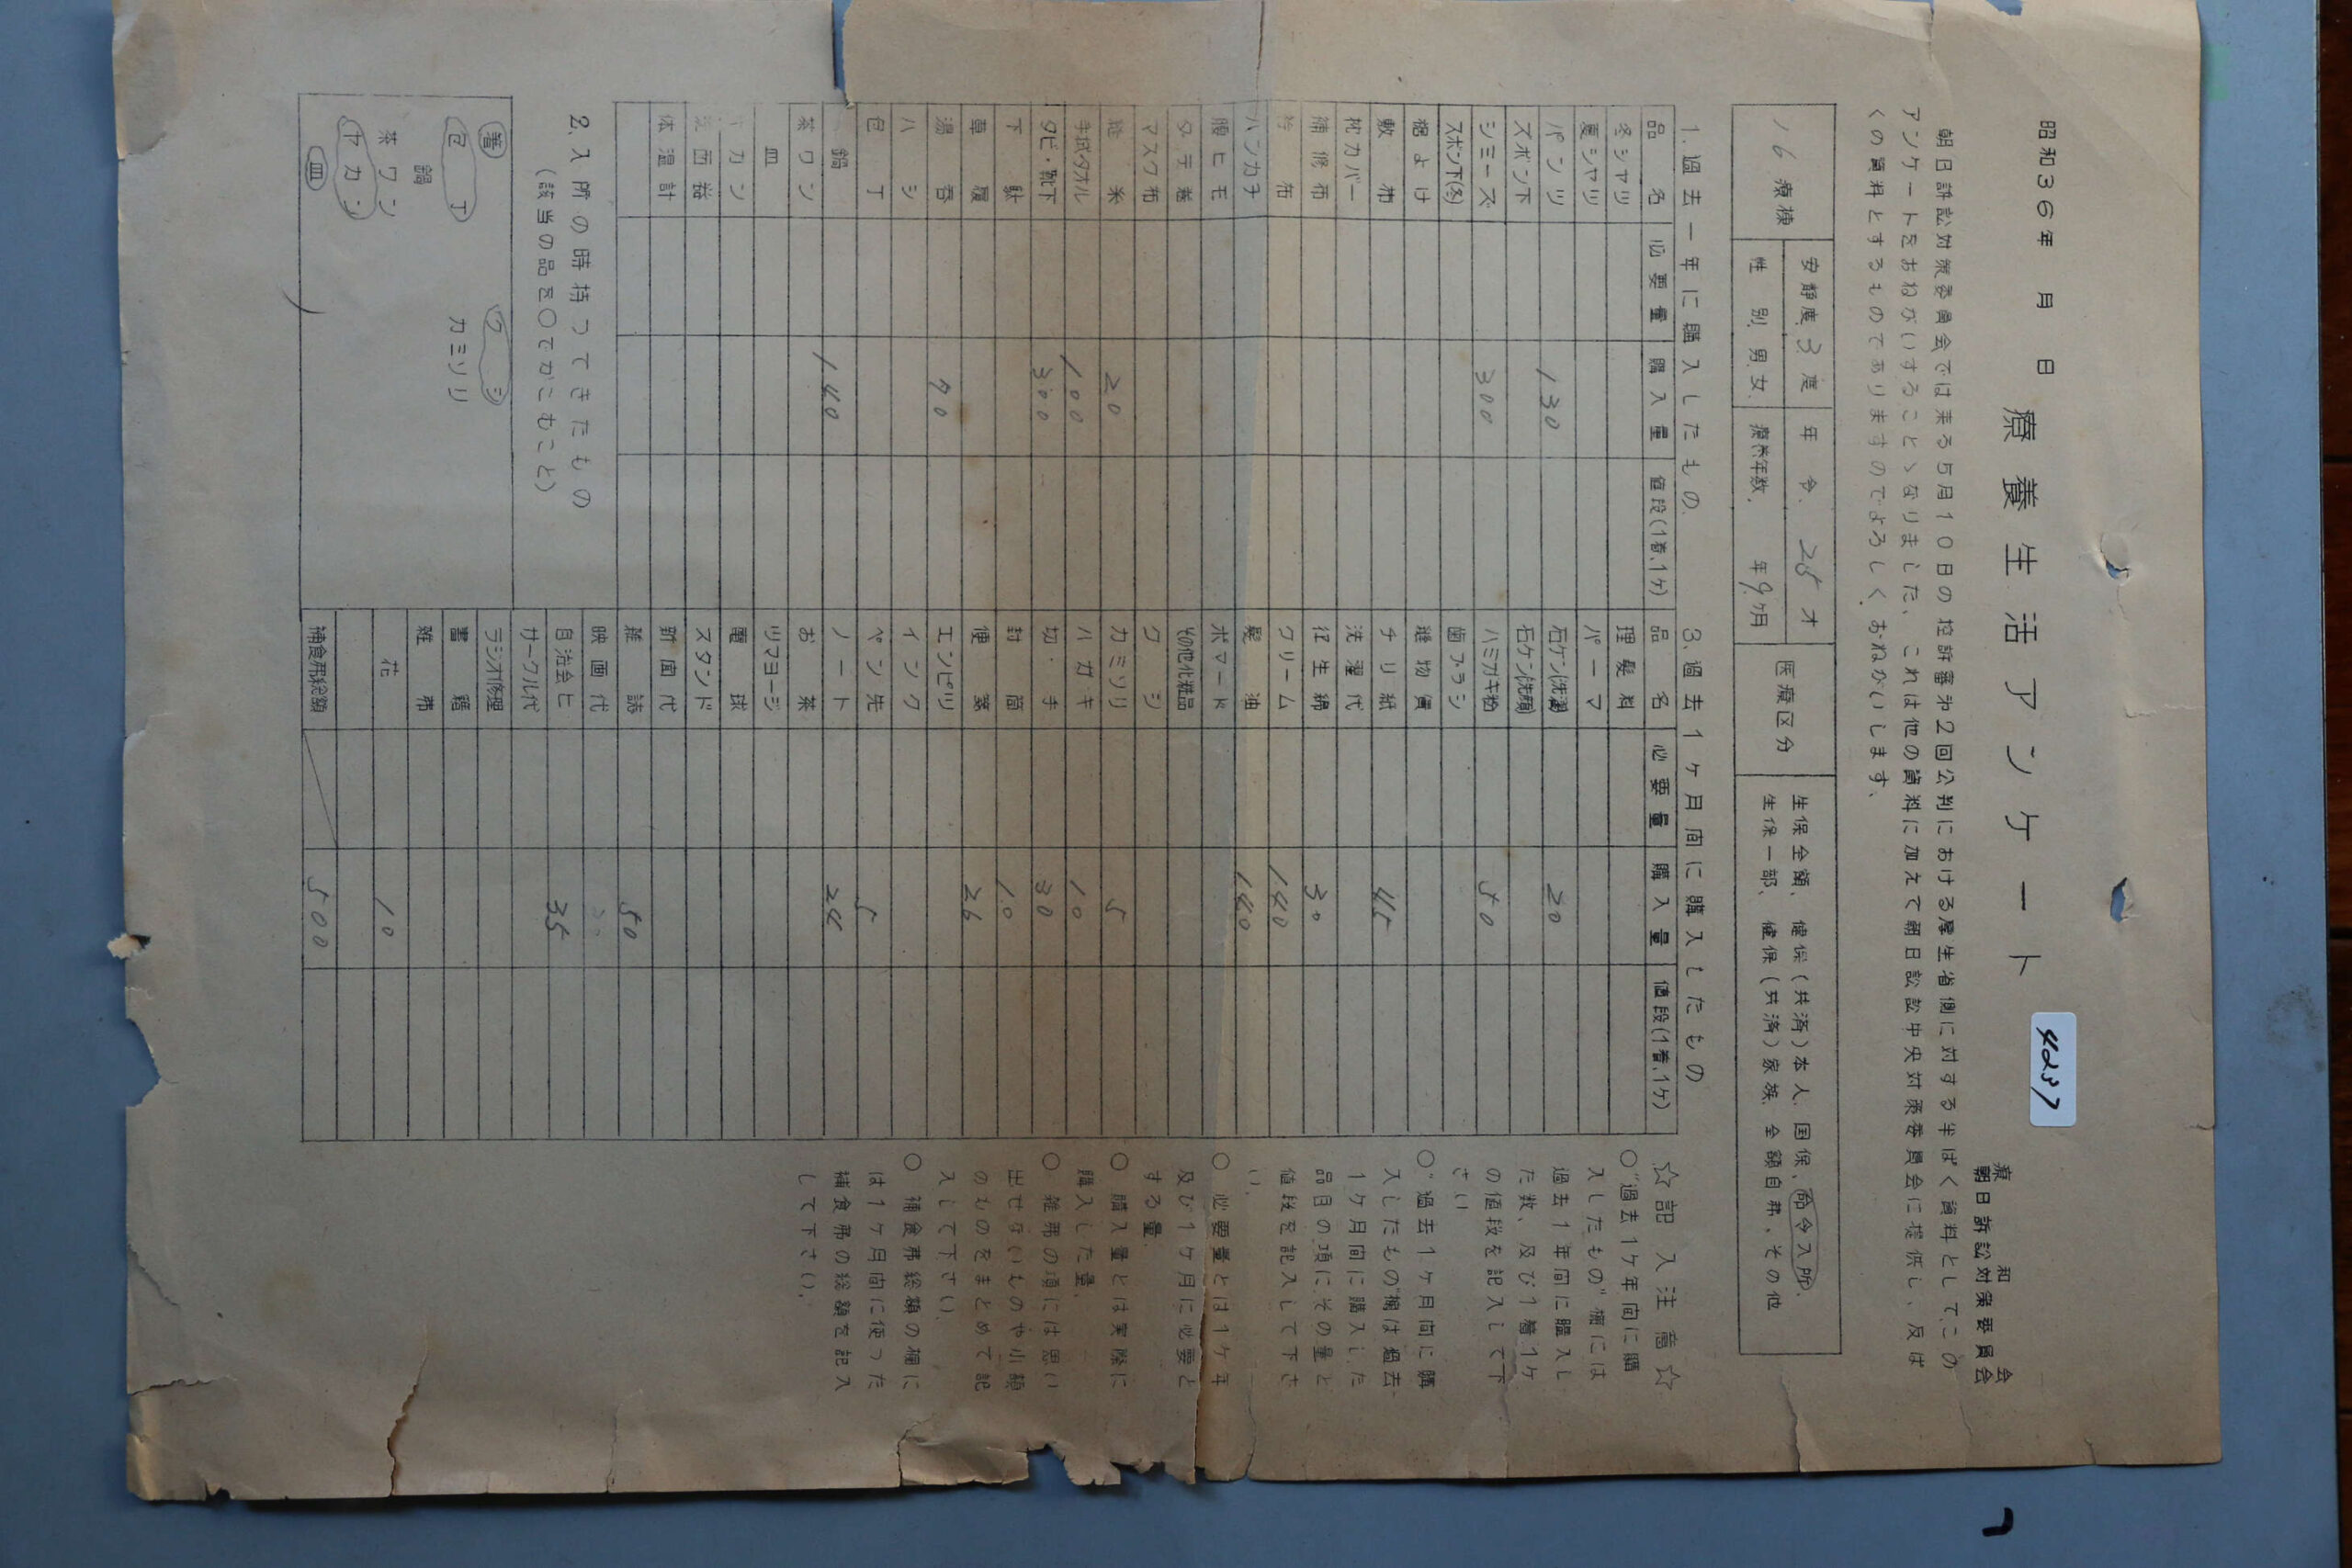 昭和36年　月　日
療養生活アンケート
4237
療和会
朝日訴訟対策委員会
朝日訴訟対策委員会では来る5月10日の控訴審第2回公判における厚生省側に対する半ばく資料として、この
アンケートをおねがいすることゝなりました、これは他の資料に加えて朝日訟訴中央対策委員会に提供し、反ば
くの資料とするものでありますのでよろしく、おねがいします、
16療棟
安静度 3度
年令、 25才
医療区分
生保全額、健保(共済)本人、国保、命令入所、
性別、男、女、
療養年数、年9ヶ月
生保一部、健保(共済)家族、全額自弗、その他
1.過去一年に購入したもの
品名 必要量 購入量 値段(1着、1ヶ)
冬シャツ
夏シャツ
パンツ 130
ズボン下
シミーズ 300
ズボン下(冬)
裾よけ
敷布
枕カバー
補修布
衿布
ハンカチ
腰ヒモ
タテ巻
マスク布
縫糸 20
手拭タオル 100
タビ・靴下 300
下駄
草履
湯呑 90
ハシ
包丁
鍋 140
茶ワン
皿
ヤカン
洗面器
体温計
2、入所の時持つてきたもの
(該当の品を○でかこむこと)
箸 クシ
包丁 カミソリ
鍋
茶ワン
ヤカン
皿
3、過去1ヶ月間に購入したもの
品名 必要量 購入量 値段(1着、1ヶ)
理髪料
パーマ
石ケン(洗濯) 20
石ケン(洗顔)
ハミガキ粉 50
歯ブラシ
縫物賃
チリ紙 45
洗濯代
衛生綿 30
クリーム 140
髪油 140
ポマード
その他化粧品
クシ
カミソリ 5
ハガキ 10
切手 30
封筒 10
便箋 26
エンピツ
インク
ペン先 5
ノート 24
お茶
ツマヨージ
電球
スタンド
新聞代
雑誌 50
映画代
自治会ヒ 35
サークル代
ラジオ修理
書籍
雑弗
花 10
補食弗総額 500
☆記入注意☆
○"過去1ヶ年間に購
入したもの"欄には
過去1年間に購入し
た数、及び1着1ヶ
の値段を記入して下
さい
○"過去1ヶ月間に購
入したもの"欄は過去
1ヶ月間に購入した
品目の項に、その量と
値段を記入して下さ
い、
○必要量とは1ヶ年
及び1ヶ月に必要と
する量、
○購入量とは実際に
購入した量、
○雑弗の項には思い
出せないものや小額
のものをまとめて記
入して下さい、
○補食弗総額の欄に
は1ヶ月間に使った
補食弗の総額を記入
して下さい、